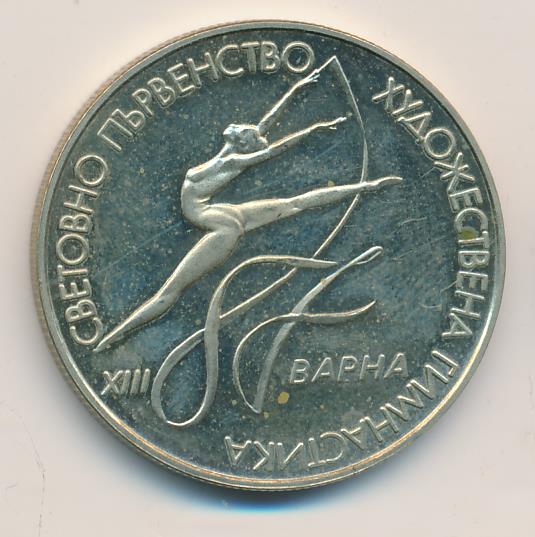 XIII СВЕТОВНО ПЪРВЕНСТВО
ХУДОЖЕСТВЕНА ГИМНАСТИКА
87
ВАРНА